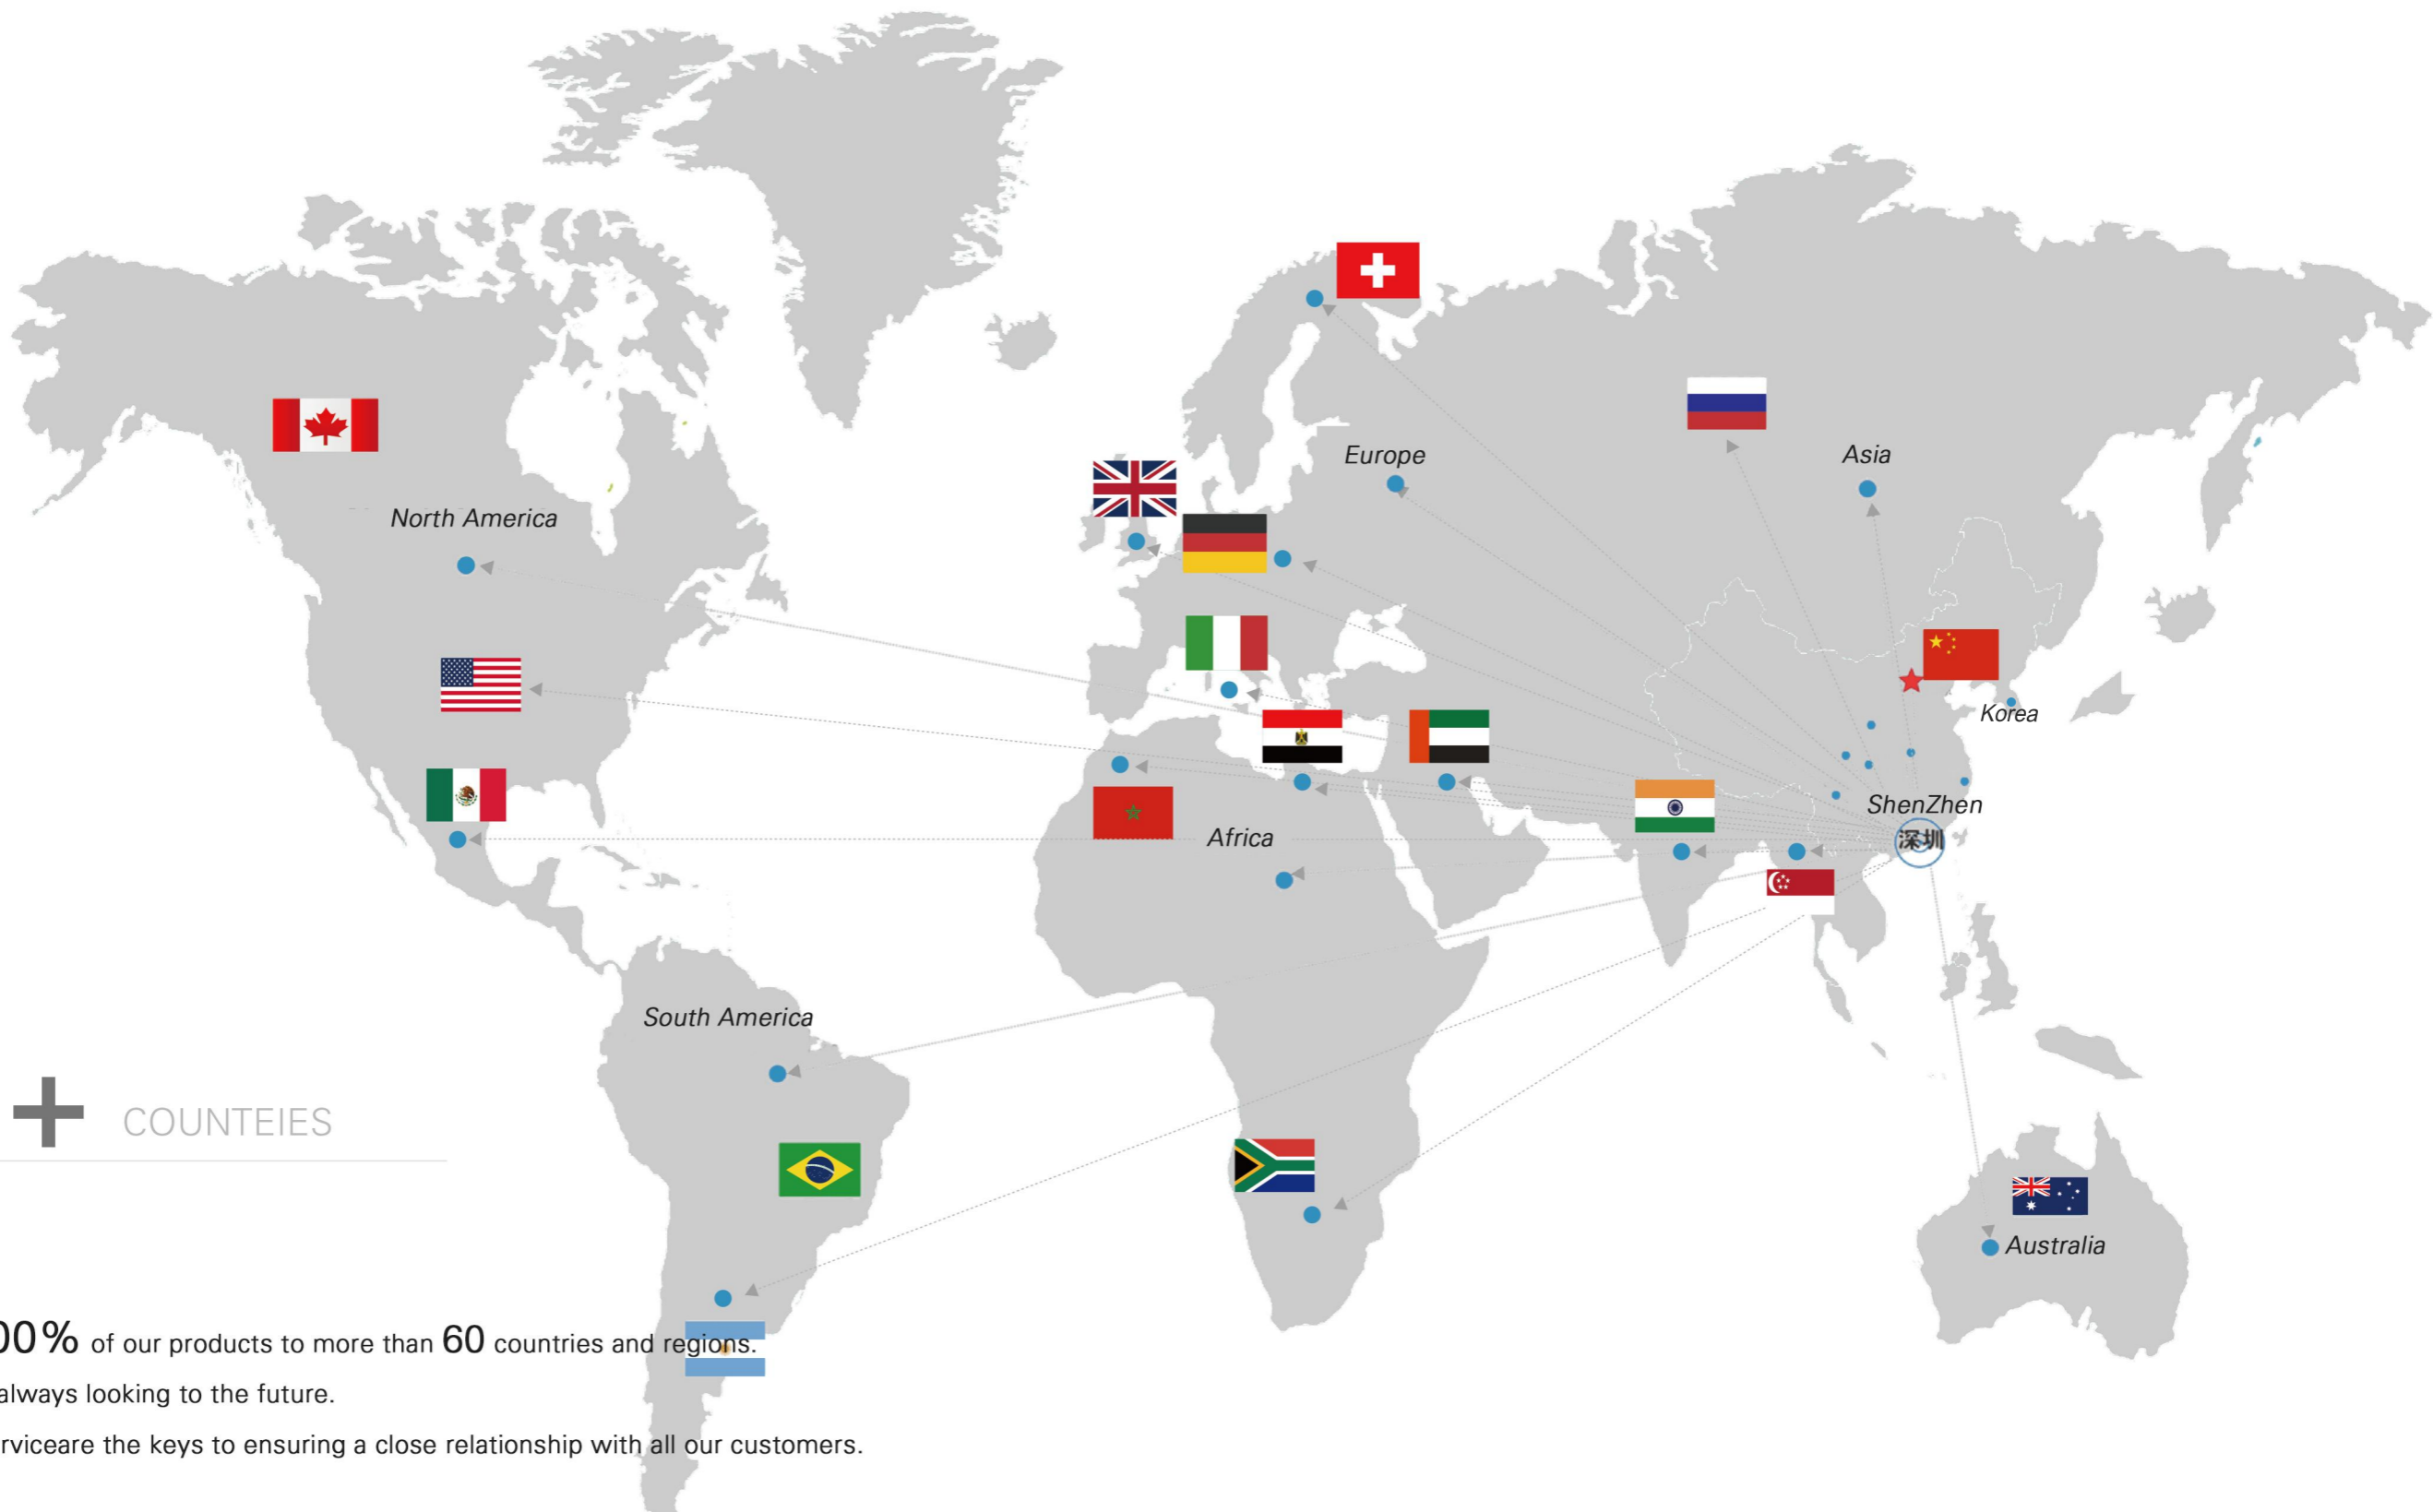 Europe
Asia
North America
Korea
ShenZhen
深圳
Africa
South America
+ COUNTEIES
Australia
00% of our products to more than 60 countries and regions.
always looking to the future.
rviceare the keys to ensuring a close relationship with all our customers.